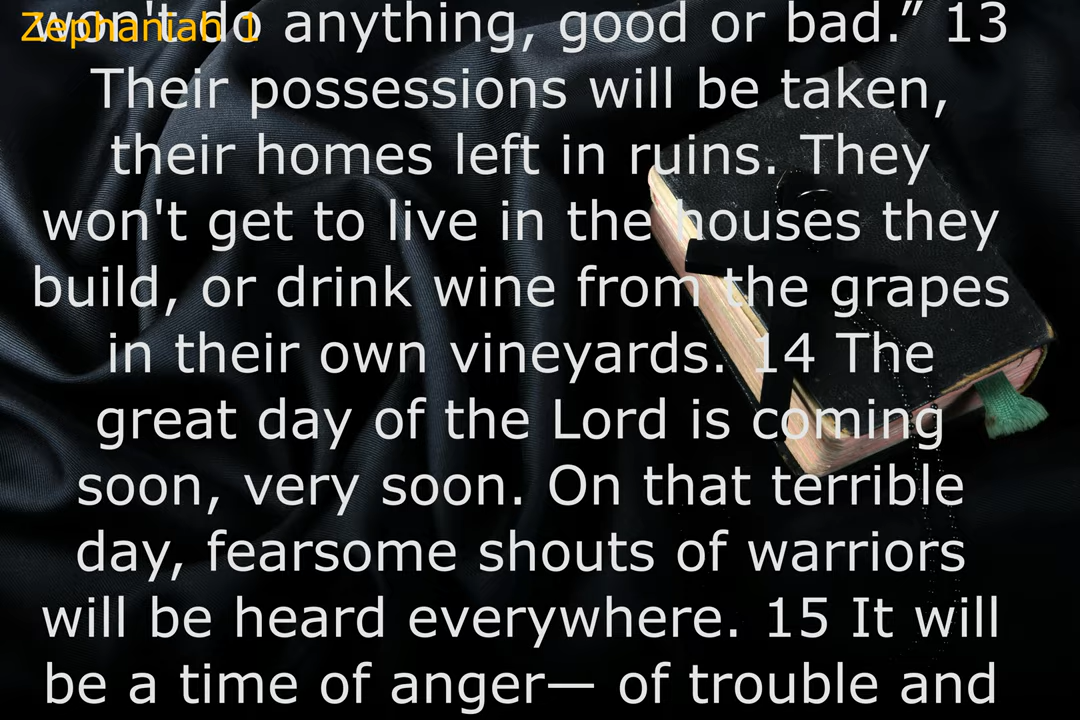 Zephaniah 1
won't do anything, good or bad.” 13
Their possessions will be taken,
their homes left in ruins. They
won't get to live in the houses they
build, or drink wine from the grapes
in their own vineyards. 14 The
great day of the Lord is coming
soon, very soon. On that terrible
day, fearsome shouts of warriors
will be heard everywhere. 15 It will
be a time of anger— of trouble and